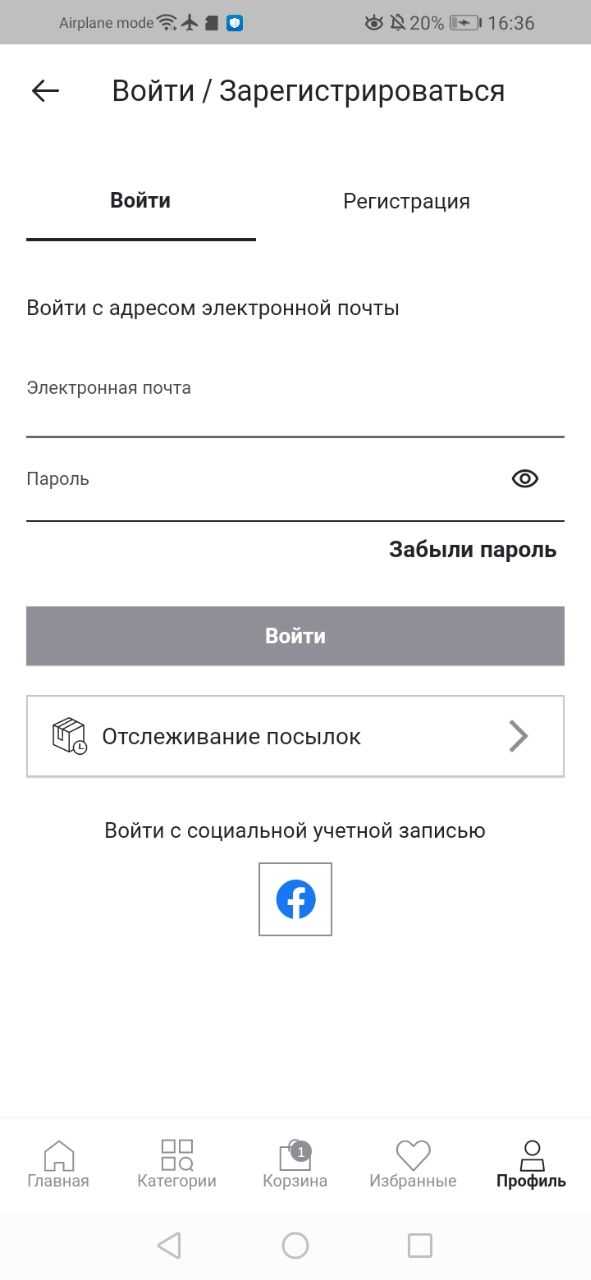 Airplane mode 20% 16:36
Войти / Зарегистрироваться
Войти Регистрация
Войти с адресом электронной почты
Электронная почта
Пароль
Забыли пароль
Войти
Отслеживание посылок
Войти с социальной учетной записью
1
Главная Категории Корзина Избранные Профиль